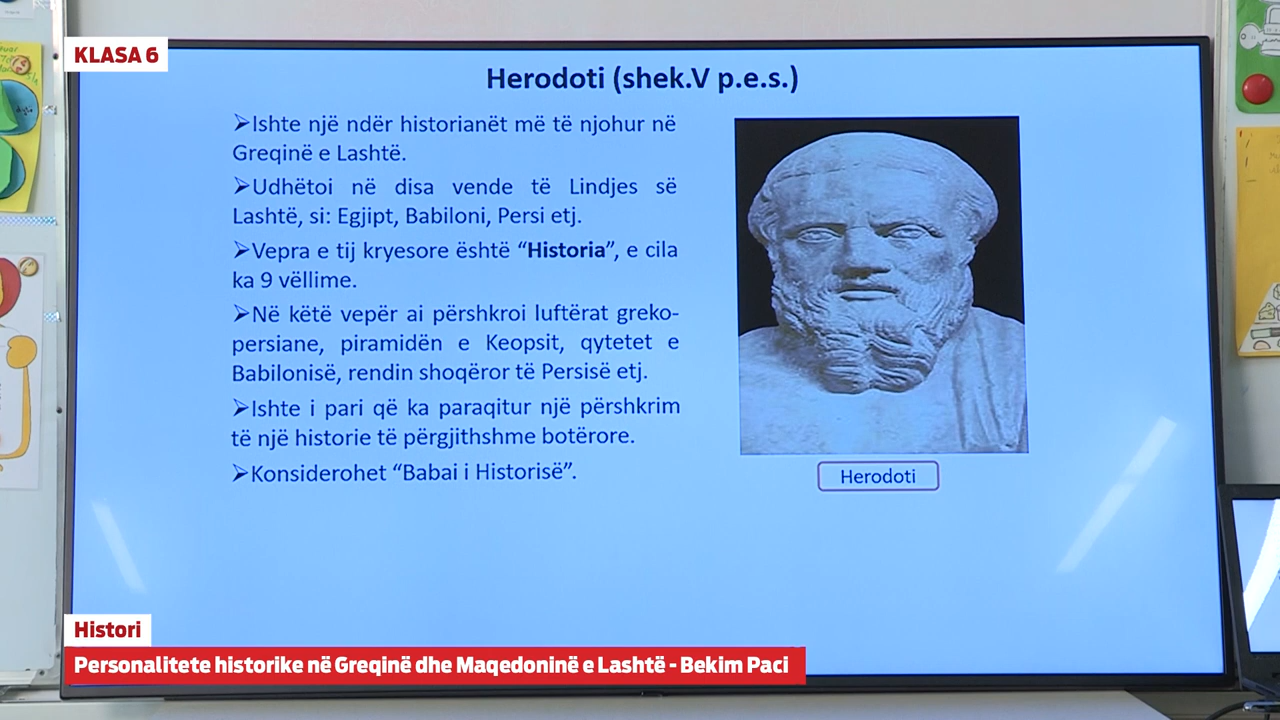 KLASA 6
Herodoti (shek.V p.e.s.)
➢Ishte një ndër historianët më të njohur në
Greqinë e Lashtë.
➢Udhëtoi në disa vende të Lindjes së
Lashtë, si: Egjipt, Babiloni, Persi etj.
➢Vepra e tij kryesore është “Historia”, e cila
ka 9 vëllime.
➢Në këtë vepër ai përshkroi luftërat greko-
persiane, piramidën e Keopsit, qytetet e
Babilonisë, rendin shoqëror të Persisë etj.
➢Ishte i pari që ka paraqitur një përshkrim
të një historie të përgjithshme botërore.
➢Konsiderohet “Babai i Historisë”.
Herodoti
Histori
Personalitete historike në Greqinë dhe Maqedoninë e Lashtë - Bekim Paci